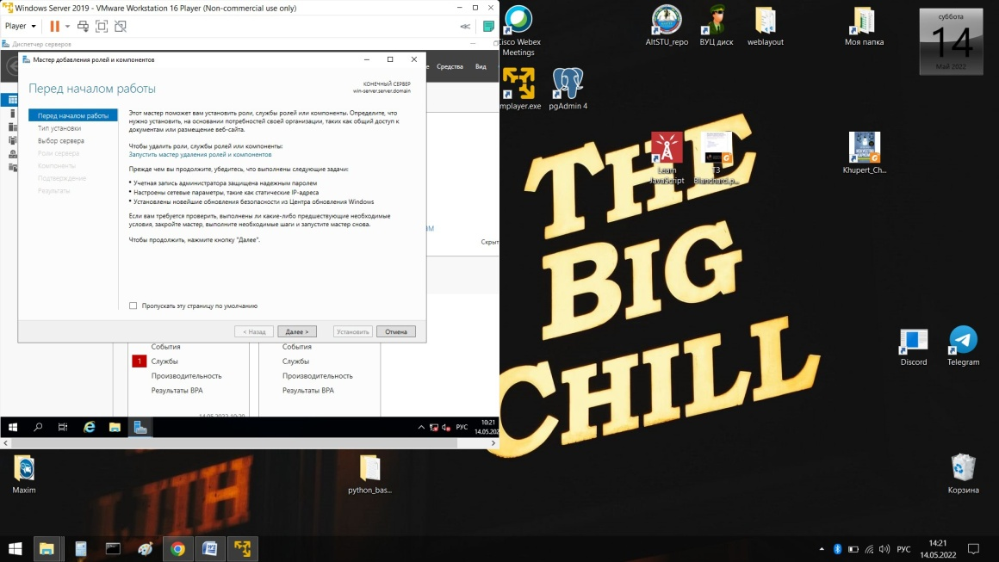 Windows Server 2019 - VMware Workstation 16 Player (Non-commercial use only)
Player
Диспетчер серверов
Средства
Вид
Мастер добавления ролей и компонентов
Перед началом работы
КОНЕЧНЫЙ СЕРВЕР
win-server.server.domain
Перед началом работы
Тип установки
Выбор сервера
Роли сервера
Компоненты
Подтверждение
Результаты
Этот мастер поможет вам установить роли, службы ролей или компоненты. Определите, что
нужно установить, на основании потребностей своей организации, таких как общий доступ к
документам или размещение веб-сайта.
Чтобы удалить роли, службы ролей или компоненты:
Запустить мастер удаления ролей и компонентов
Прежде чем вы продолжите, убедитесь, что выполнены следующие задачи:
• Учетная запись администратора защищена надежным паролем
• Настроены сетевые параметры, такие как статические IP-адреса
• Установлены новейшие обновления безопасности из Центра обновления Windows
Если вам требуется проверить, выполнены ли какие-либо предшествующие необходимые
условия, закройте мастер, выполните необходимые шаги и запустите мастер снова.
Чтобы продолжить, нажмите кнопку "Далее".
Скрыт
Пропускать эту страницу по умолчанию
< Назад
Далее >
Установить
Отмена
События
События
1
Службы
Службы
Производительность
Производительность
Результаты BPA
Результаты BPA
14.05.2022 10:20
РУС
10:21
14.05.202
Cisco Webex
Meetings
AltSTU_repo
ВУЦ диск
weblayout
Моя папка
суббота
14
Май 2022
mplayer.exe
pgAdmin 4
THE
BIG
CHILL
Learn
JavaScript
Khupert_Ch...
Discord
Telegram
Maxim
python_bas...
Корзина
РУС
14:21
14.05.2022